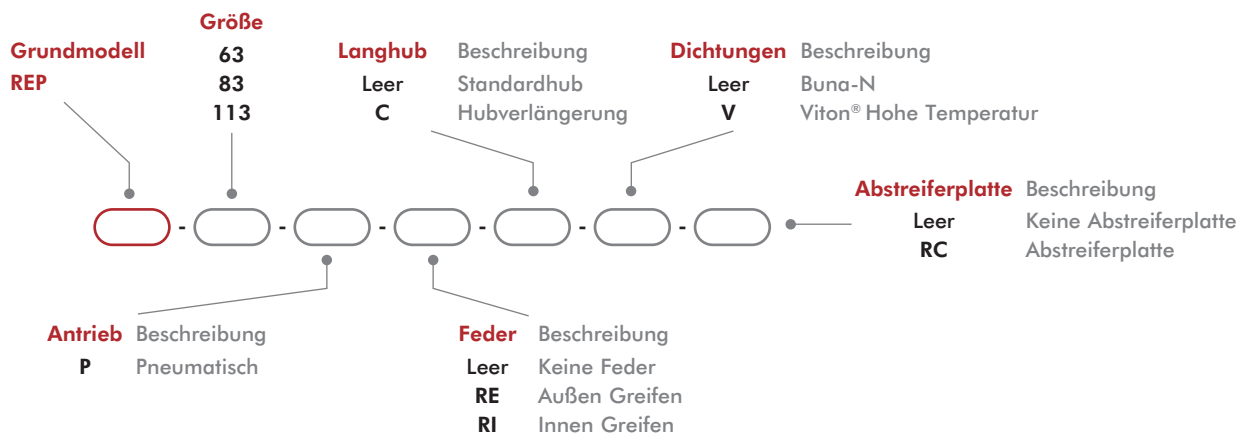 Größe
Grundmodell
REP
63
83
113
Langhub Beschreibung
Leer Standardhub
C Hubverlängerung
Dichtungen Beschreibung
Leer Buna-N
V Viton® Hohe Temperatur
Abstreiferplatte Beschreibung
Leer Keine Abstreiferplatte
RC Abstreiferplatte
- - - - - -
Antrieb Beschreibung
P Pneumatisch
Feder Beschreibung
Leer Keine Feder
RE Außen Greifen
RI Innen Greifen